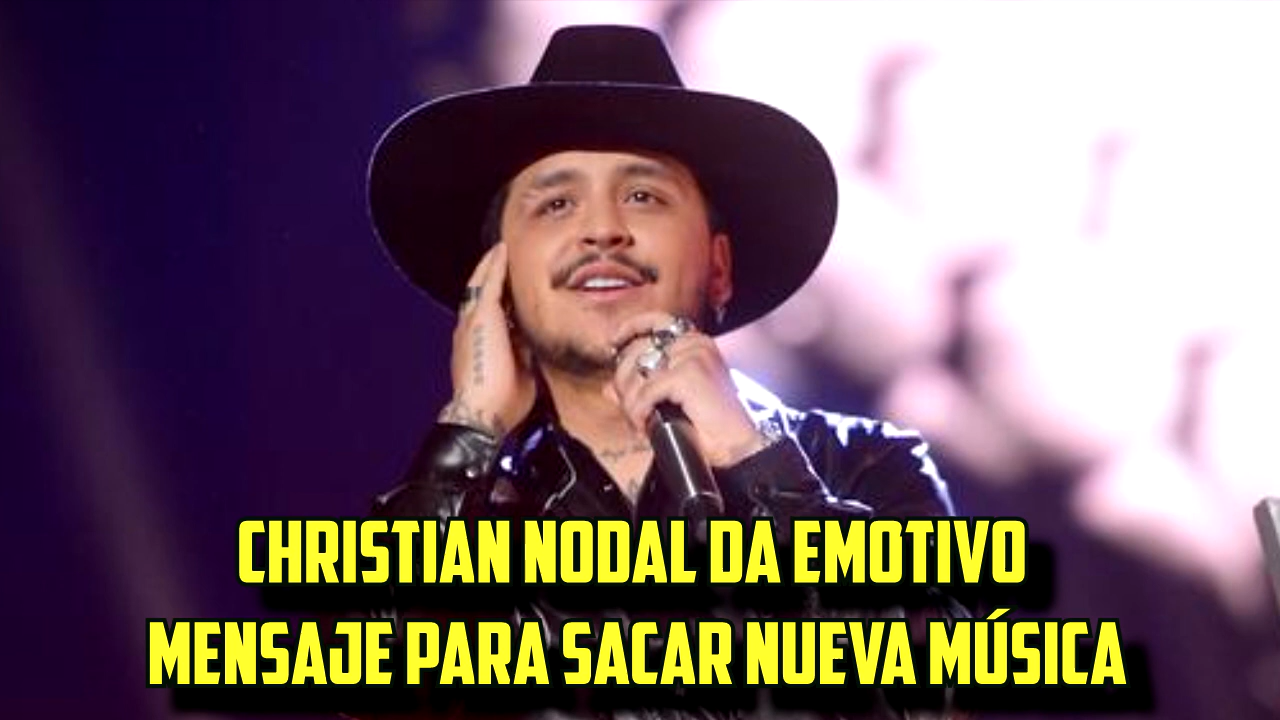 CHRISTIAN NODAL DA EMOTIVO
MENSAJE PARA SACAR NUEVA MÚSICA